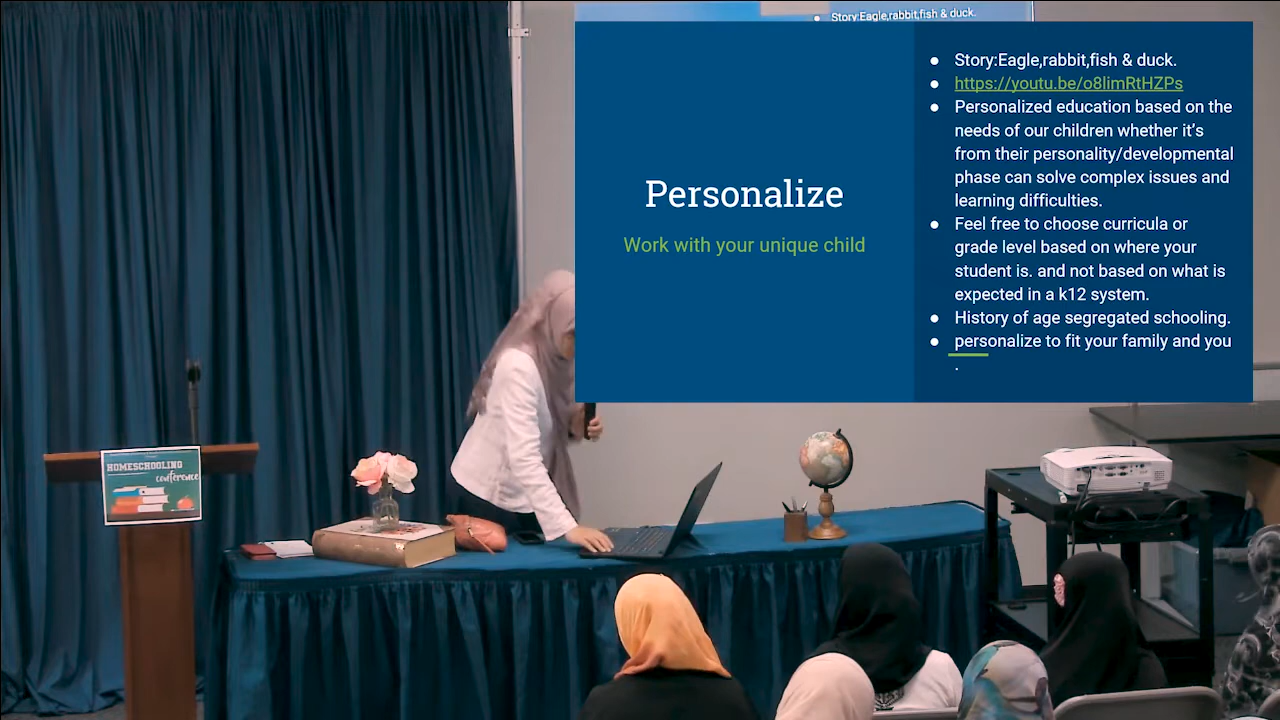 Story:Eagle,rabbit,fish & duck.
Personalize
Work with your unique child
Story:Eagle,rabbit,fish & duck.
https://youtu.be/o8limRtHZPs
Personalized education based on the
needs of our children whether it’s
from their personality/developmental
phase can solve complex issues and
learning difficulties.
Feel free to choose curricula or
grade level based on where your
student is. and not based on what is
expected in a k12 system.
History of age segregated schooling.
personalize to fit your family and you
.
HOMESCHOOLING
conference